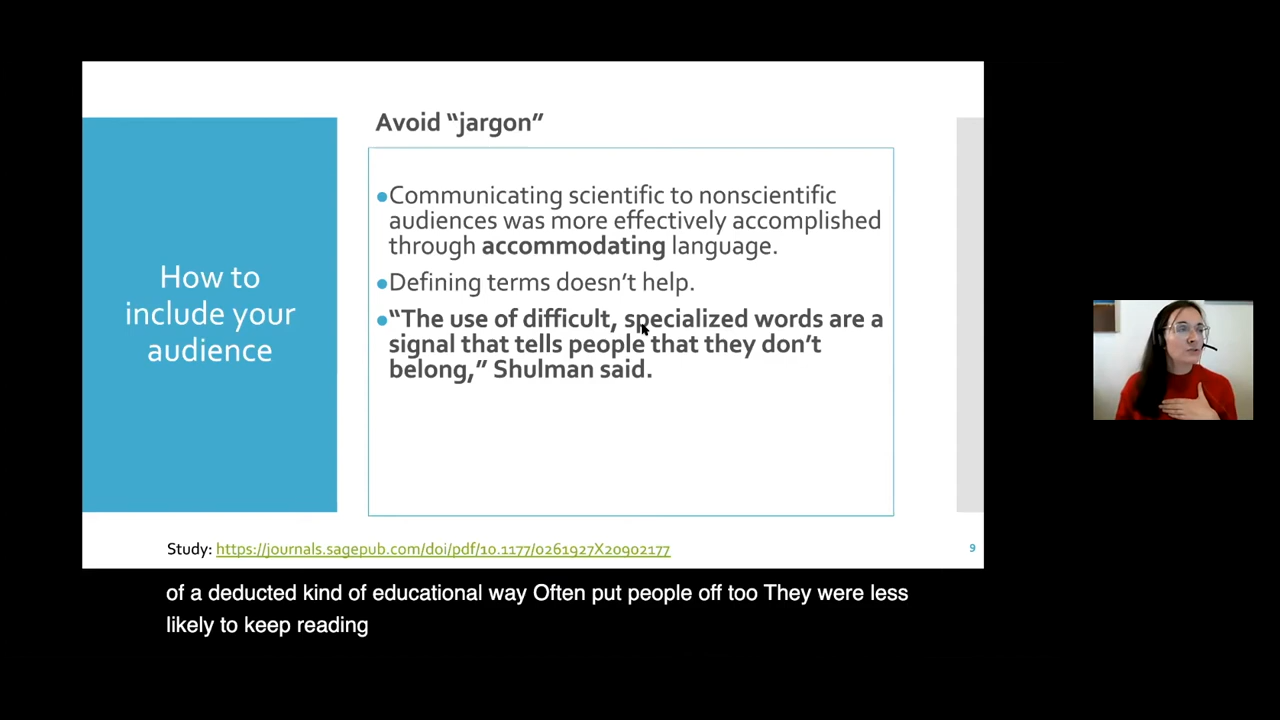 Avoid “jargon”
How to
include your
audience
●Communicating scientific to nonscientific
audiences was more effectively accomplished
through accommodating language.
●Defining terms doesn’t help.
●“The use of difficult, specialized words are a
signal that tells people that they don’t
belong,” Shulman said.
Study: https://journals.sagepub.com/doi/pdf/10.1177/0261927X20902177
9
of a deducted kind of educational way Often put people off too They were less
likely to keep reading